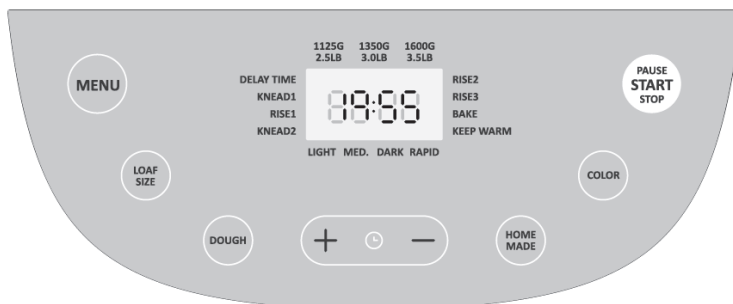 1125G 1350G 1600G
2.5LB 3.0LB 3.5LB
MENU
DELAY TIME
KNEAD1
RISE1
KNEAD2
19:55
RISE2
RISE3
BAKE
KEEP WARM
LIGHT MED. DARK RAPID
PAUSE
START
STOP
LOAF
SIZE
COLOR
DOUGH
+ −
HOME
MADE